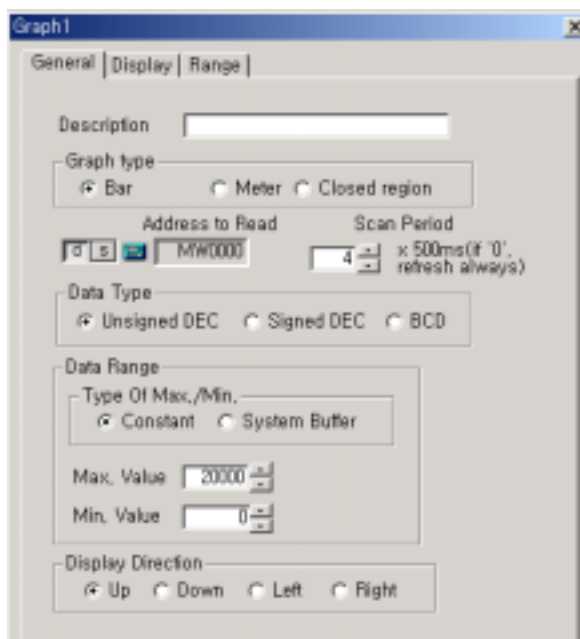 Graph1
General Display Range
Description
Graph type
Bar Meter Closed region
Address to Read Scan Period
d s MW0000 4 x 500ms(if '0', refresh always)
Data Type
Unsigned DEC Signed DEC BCD
Data Range
Type Of Max./Min.
Constant System Buffer
Max. Value 20000
Min. Value 0
Display Direction
Up Down Left Right